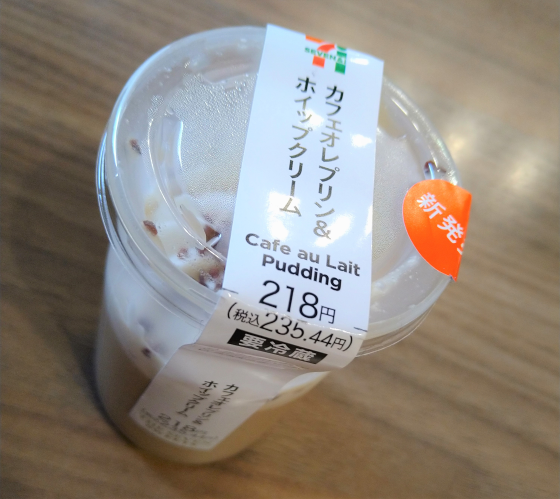 SEVEN
カフェオレプリン&
ホイップクリーム
Cafe au Lait
Pudding
218円
(税込235.44円)
要冷蔵
新発
カフェオレプリン&
ホイップクリーム